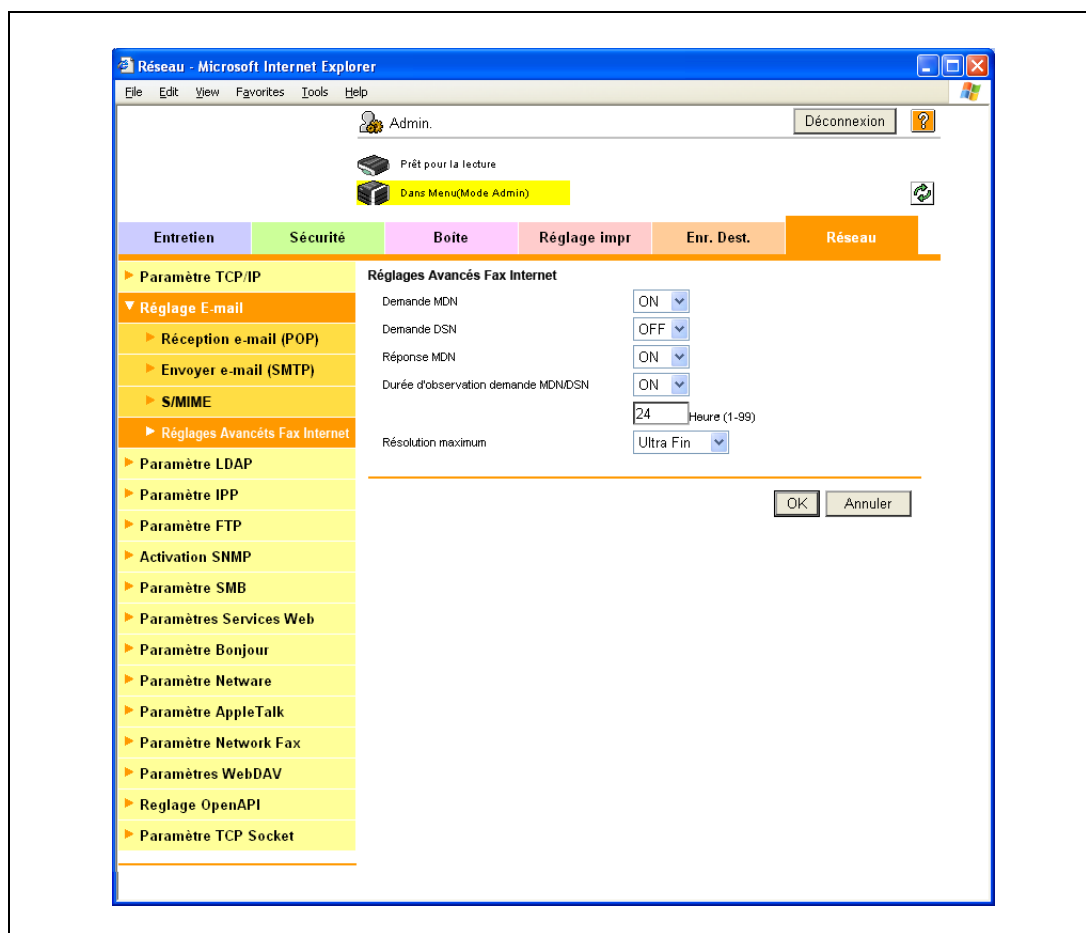 Réseau - Microsoft Internet Explorer
File Edit View Favorites Tools Help
Admin.
Déconnexion
?
Prêt pour la lecture
Dans Menu(Mode Admin)
Entretien Sécurité Boîte Réglage impr Enr. Dest. Réseau
Paramètre TCP/IP
Réglage E-mail
Réception e-mail (POP)
Envoyer e-mail (SMTP)
S/MIME
Réglages Avancéts Fax Internet
Paramètre LDAP
Paramètre IPP
Paramètre FTP
Activation SNMP
Paramètre SMB
Paramètres Services Web
Paramètre Bonjour
Paramètre Netware
Paramètre AppleTalk
Paramètre Network Fax
Paramètres WebDAV
Reglage OpenAPI
Paramètre TCP Socket
Réglages Avancés Fax Internet
Demande MDN ON
Demande DSN OFF
Réponse MDN ON
Durée d'observation demande MDN/DSN ON
24 Heure (1-99)
Résolution maximum Ultra Fin
OK Annuler